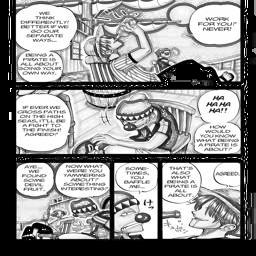 WE
THINK
DIFFERENTLY!
BETTER IF WE
GO OUR
SEPARATE
WAYS...
BEING A
PIRATE IS
ALL ABOUT
GOING YOUR
OWN WAY.
WORK
FOR YOU?
NEVER!
IF EVER WE
CROSS PATHS
ON THE HIGH
SEAS, IT'LL BE
A FIGHT TO
THE FINISH!
AGREED?
HA
HA HA
HA!!
HOW
WOULD YOU
KNOW WHAT
BEING A PIRATE
IS ABOUT?
AYE...
WE
FOUND
SOME
DEVIL
FRUIT.
NOW WHAT
WERE YOU
YAMMERING
ABOUT?
SOMETHING
INTERESTING?
SOME-
TIMES,
YOU
BAFFLE
ME...
THAT'S
ALSO
WHAT
BEING A
PIRATE IS
ALL
ABOUT.
AGREED.